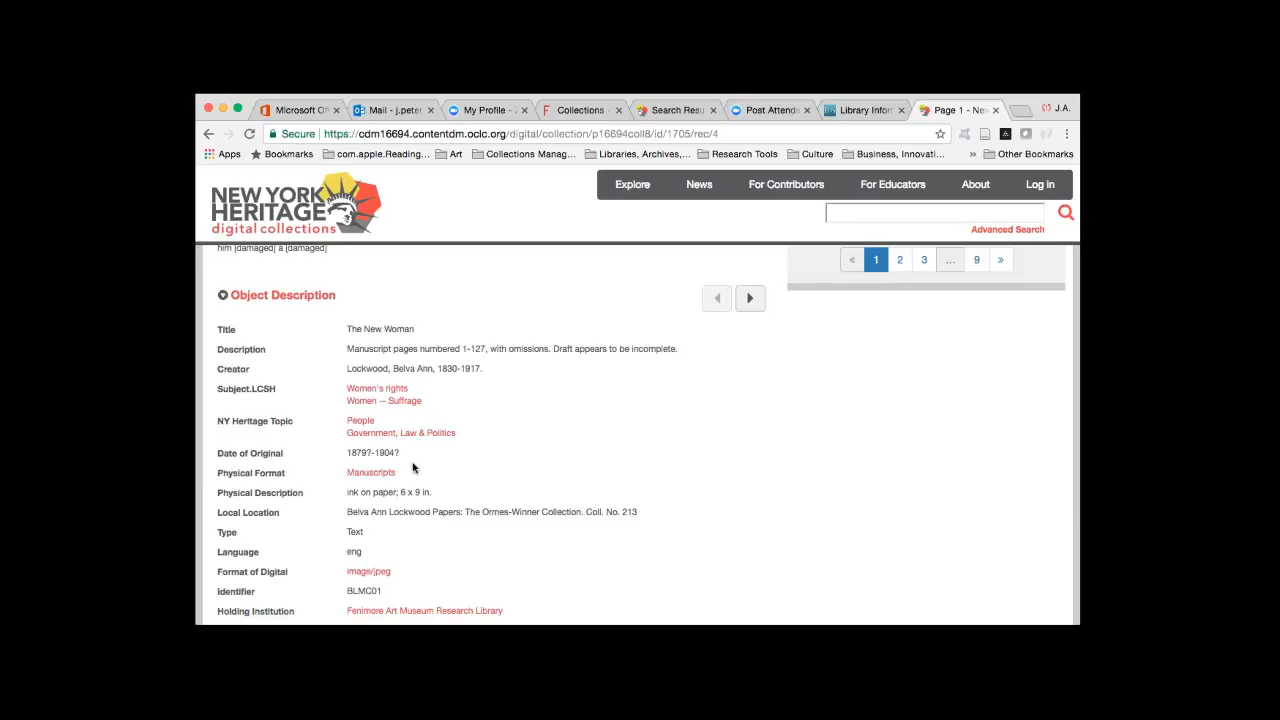 Microsoft Of
Mail - j.peter
My Profile -
Collections -
Search Resu
Post Attenda
Library Inforr
Page 1 - New
J.A.
Secure https://cdm16694.contentdm.oclc.org/digital/collection/p16694coll8/id/1705/rec/4
Apps Bookmarks com.apple.Reading... Art Collections Manag... Libraries, Archives,... Research Tools Culture Business, Innovati... » Other Bookmarks
NEW YORK
HERITAGE
digital collections
Explore News For Contributors For Educators About Log In
Advanced Search
him [damaged] a [damaged]
« 1 2 3 ... 9 »
Object Description
Title The New Woman
Description Manuscript pages numbered 1-127, with omissions. Draft appears to be incomplete.
Creator Lockwood, Belva Ann, 1830-1917.
Subject.LCSH Women's rights
Women -- Suffrage
NY Heritage Topic People
Government, Law & Politics
Date of Original 1879?-1904?
Physical Format Manuscripts
Physical Description ink on paper; 6 x 9 in.
Local Location Belva Ann Lockwood Papers: The Ormes-Winner Collection. Coll. No. 213
Type Text
Language eng
Format of Digital image/jpeg
Identifier BLMC01
Holding Institution Fenimore Art Museum Research Library